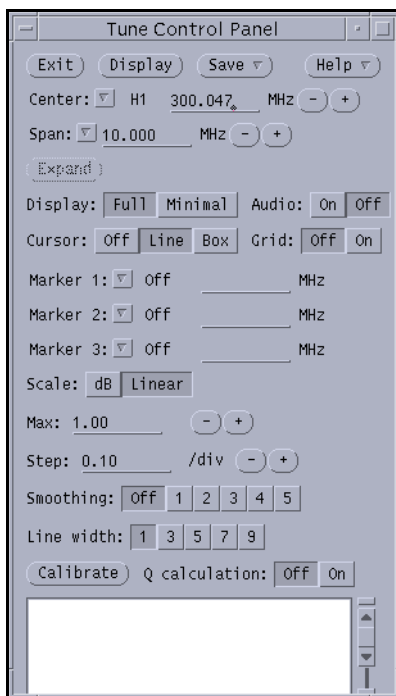 Tune Control Panel
Exit Display Save Help
Center: H1 300.047 MHz - +
Span: 10.000 MHz - +
Expand
Display: Full Minimal Audio: On Off
Cursor: Off Line Box Grid: Off On
Marker 1: Off MHz
Marker 2: Off MHz
Marker 3: Off MHz
Scale: dB Linear
Max: 1.00 - +
Step: 0.10 /div - +
Smoothing: Off 1 2 3 4 5
Line width: 1 3 5 7 9
Calibrate Q calculation: Off On